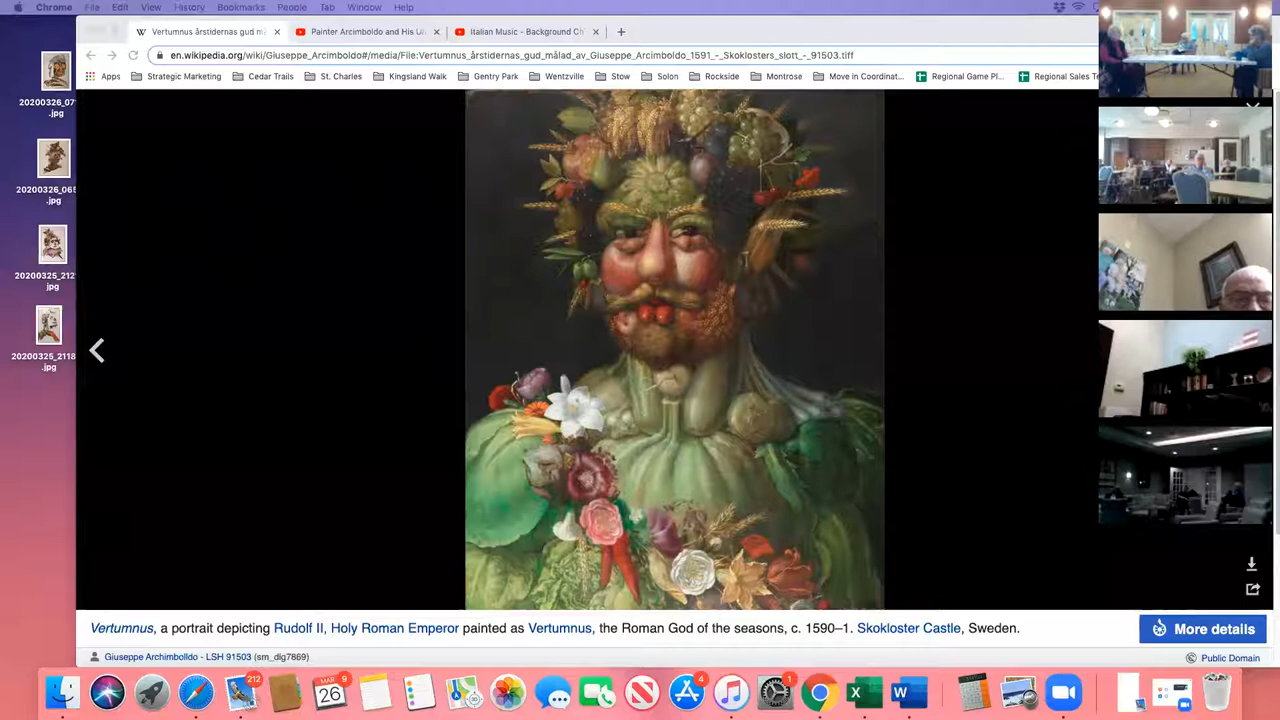 Chrome File Edit View History Bookmarks People Tab Window Help
Vertumnus årstidernas gud m
Painter Arcimboldo and His
Italian Music - Background Ch
en.wikipedia.org/wiki/Giuseppe_Arcimboldo#/media/File:Vertumnus_årstidernas_gud_målad_av_Giuseppe_Arcimboldo_1591_-_Skoklosters_slott_-_91503.tiff
Apps Strategic Marketing Cedar Trails St. Charles Kingsland Walk Gentry Park Wentzville Stow Solon Rockside Montrose Move in Coordinat... Regional Game Pl... Regional Sales Te
20200326_07
.jpg
20200326_065
.jpg
20200325_212
.jpg
20200325_2118
.jpg
Vertumnus, a portrait depicting Rudolf II, Holy Roman Emperor painted as Vertumnus, the Roman God of the seasons, c. 1590–1. Skokloster Castle, Sweden.
More details
Giuseppe Archimbolldo - LSH 91503 (sm_dig7869)
Public Domain
212
MAR 9
26
4
1